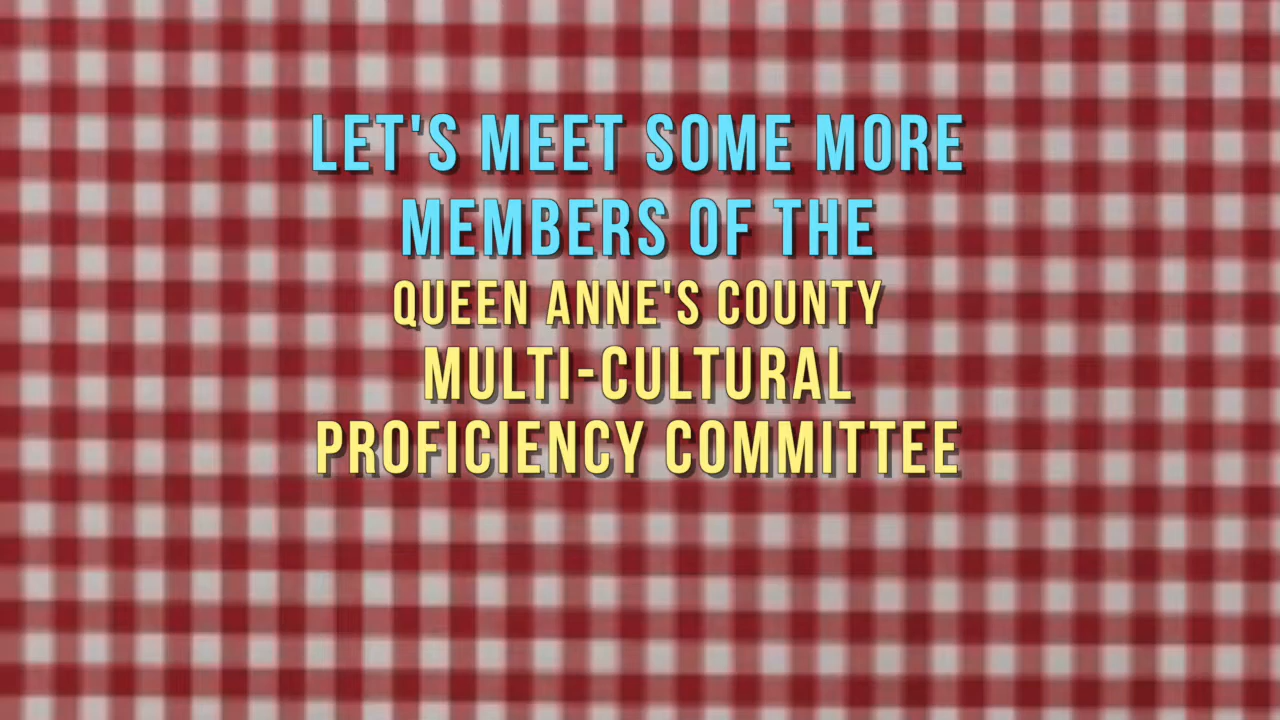 LET'S MEET SOME MORE
MEMBERS OF THE
QUEEN ANNE'S COUNTY
MULTI-CULTURAL
PROFICIENCY COMMITTEE